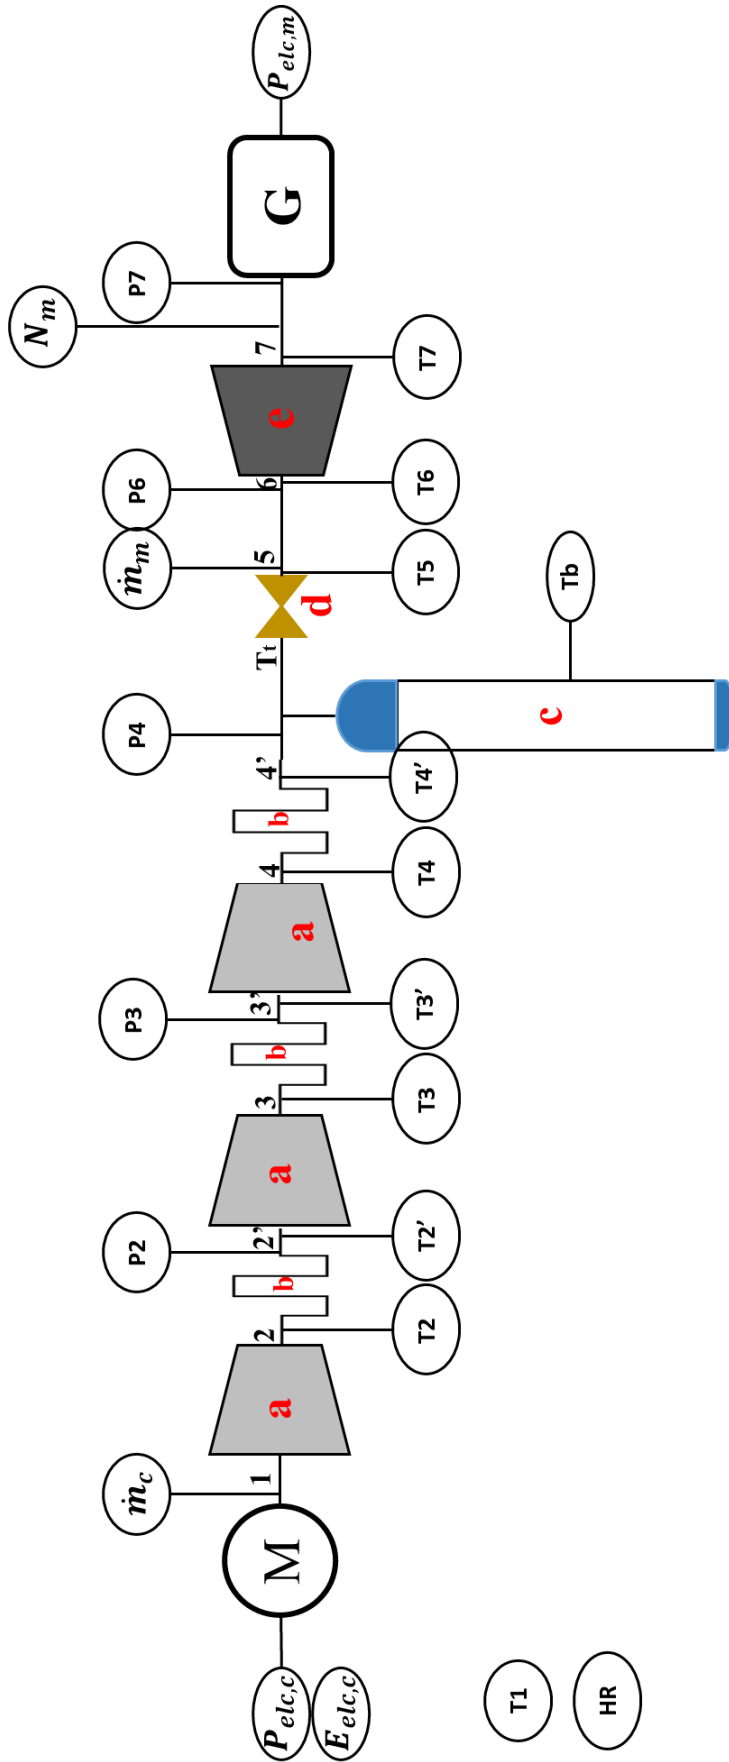 N_m
ṁ_c
P2
P3
P4
ṁ_m
P6
P7
1
2
2’
3
3’
4
4’
T_t
5
6
7
P_elc,c
M
a
b
a
b
a
b
d
e
G
P_elc,m
E_elc,c
T2
T2’
T3
T3’
T4
T4’
T5
T6
T7
T1
c
Tb
HR